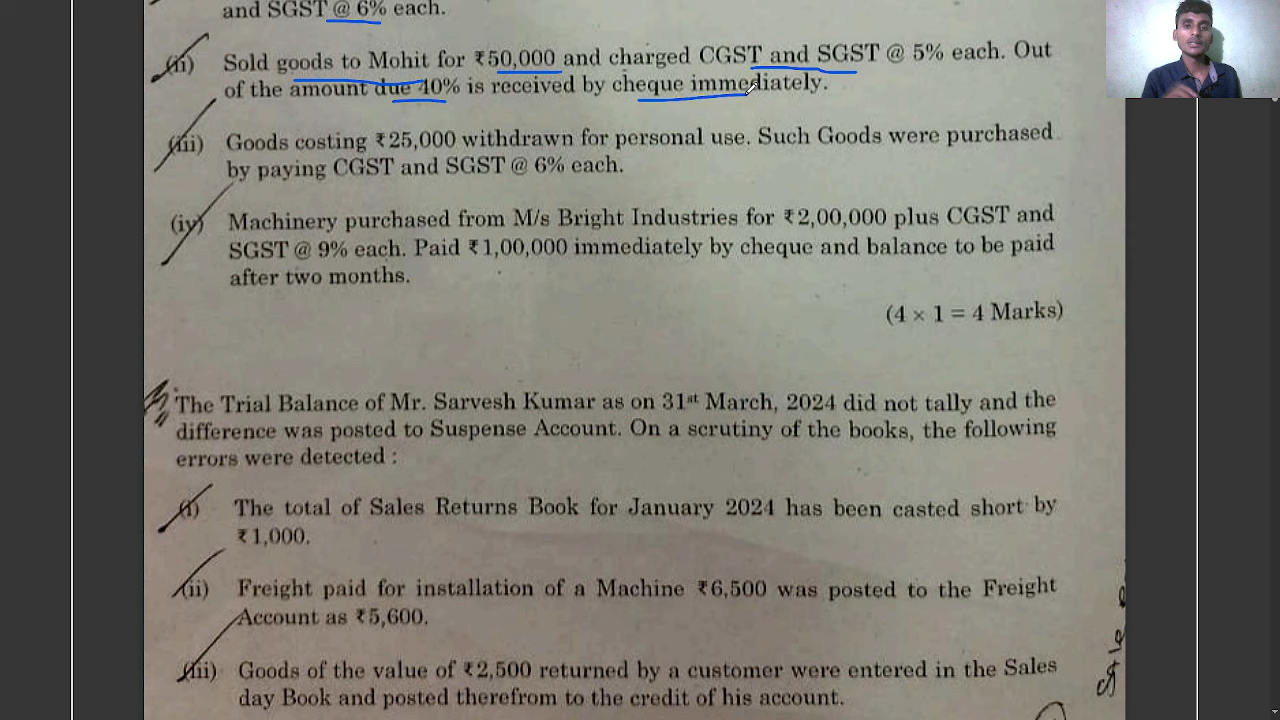 and SGST @ 6% each.
(ii) Sold goods to Mohit for ₹50,000 and charged CGST and SGST @ 5% each. Out
of the amount due 40% is received by cheque immediately.
(iii) Goods costing ₹25,000 withdrawn for personal use. Such Goods were purchased
by paying CGST and SGST @ 6% each.
(iv) Machinery purchased from M/s Bright Industries for ₹2,00,000 plus CGST and
SGST @ 9% each. Paid ₹1,00,000 immediately by cheque and balance to be paid
after two months.
(4 × 1 = 4 Marks)
The Trial Balance of Mr. Sarvesh Kumar as on 31st March, 2024 did not tally and the
difference was posted to Suspense Account. On a scrutiny of the books, the following
errors were detected :
(i) The total of Sales Returns Book for January 2024 has been casted short by
₹1,000.
(ii) Freight paid for installation of a Machine ₹6,500 was posted to the Freight
Account as ₹5,600.
(iii) Goods of the value of ₹2,500 returned by a customer were entered in the Sales
day Book and posted therefrom to the credit of his account.